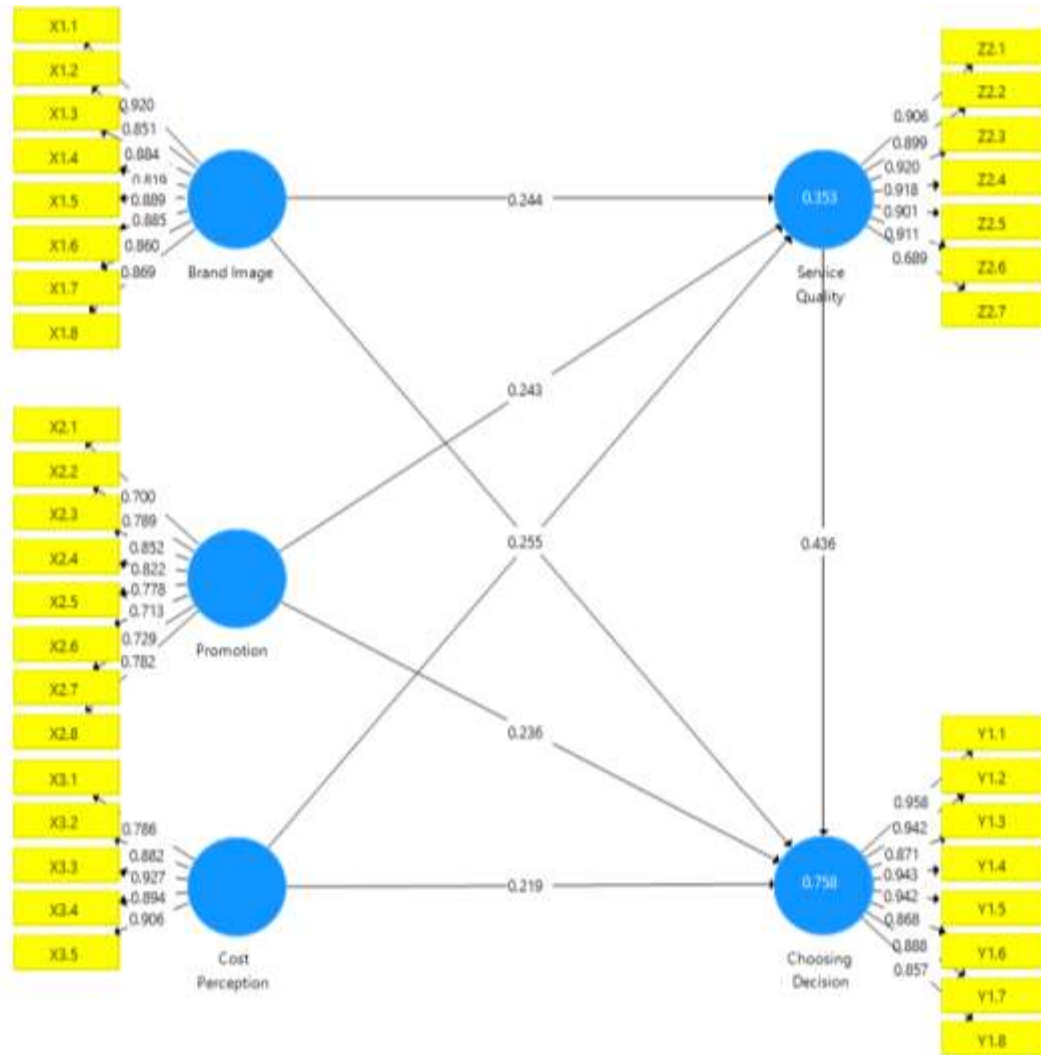 X1.1
X1.2
X1.3
X1.4
X1.5
X1.6
X1.7
X1.8
0.920
0.851
0.884
0.819
0.889
0.885
0.860
0.869
Brand Image
0.244
0.353
Service
Quality
Z2.1
Z2.2
Z2.3
Z2.4
Z2.5
Z2.6
Z2.7
0.906
0.899
0.920
0.918
0.901
0.911
0.689
0.243
X2.1
X2.2
X2.3
X2.4
X2.5
X2.6
X2.7
X2.8
0.700
0.789
0.852
0.822
0.778
0.713
0.729
0.782
Promotion
0.255
0.436
0.236
X3.1
X3.2
X3.3
X3.4
X3.5
0.786
0.882
0.927
0.894
0.906
Cost
Perception
0.219
0.758
Choosing
Decision
Y1.1
Y1.2
Y1.3
Y1.4
Y1.5
Y1.6
Y1.7
Y1.8
0.958
0.942
0.871
0.943
0.942
0.868
0.888
0.857